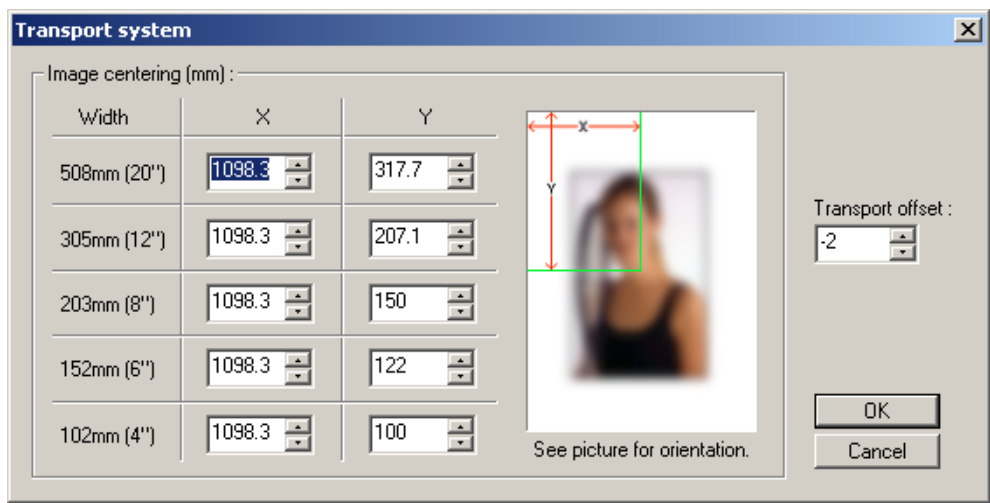 Transport system
Image centering (mm) :
Width X Y
508mm (20'') 1098.3 317.7
305mm (12'') 1098.3 207.1
203mm (8'') 1098.3 150
152mm (6'') 1098.3 122
102mm (4'') 1098.3 100
X
Y
See picture for orientation.
Transport offset :
-2
OK
Cancel